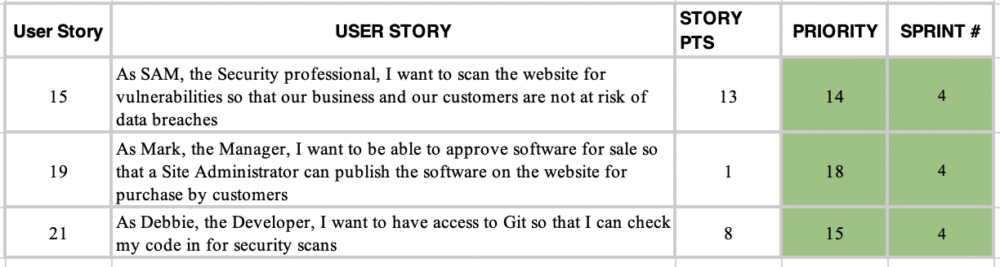 User Story USER STORY STORY PTS PRIORITY SPRINT #
15 As SAM, the Security professional, I want to scan the website for
vulnerabilities so that our business and our customers are not at risk of
data breaches
13 14 4
19 As Mark, the Manager, I want to be able to approve software for sale so
that a Site Administrator can publish the software on the website for
purchase by customers
1 18 4
21 As Debbie, the Developer, I want to have access to Git so that I can check
my code in for security scans
8 15 4